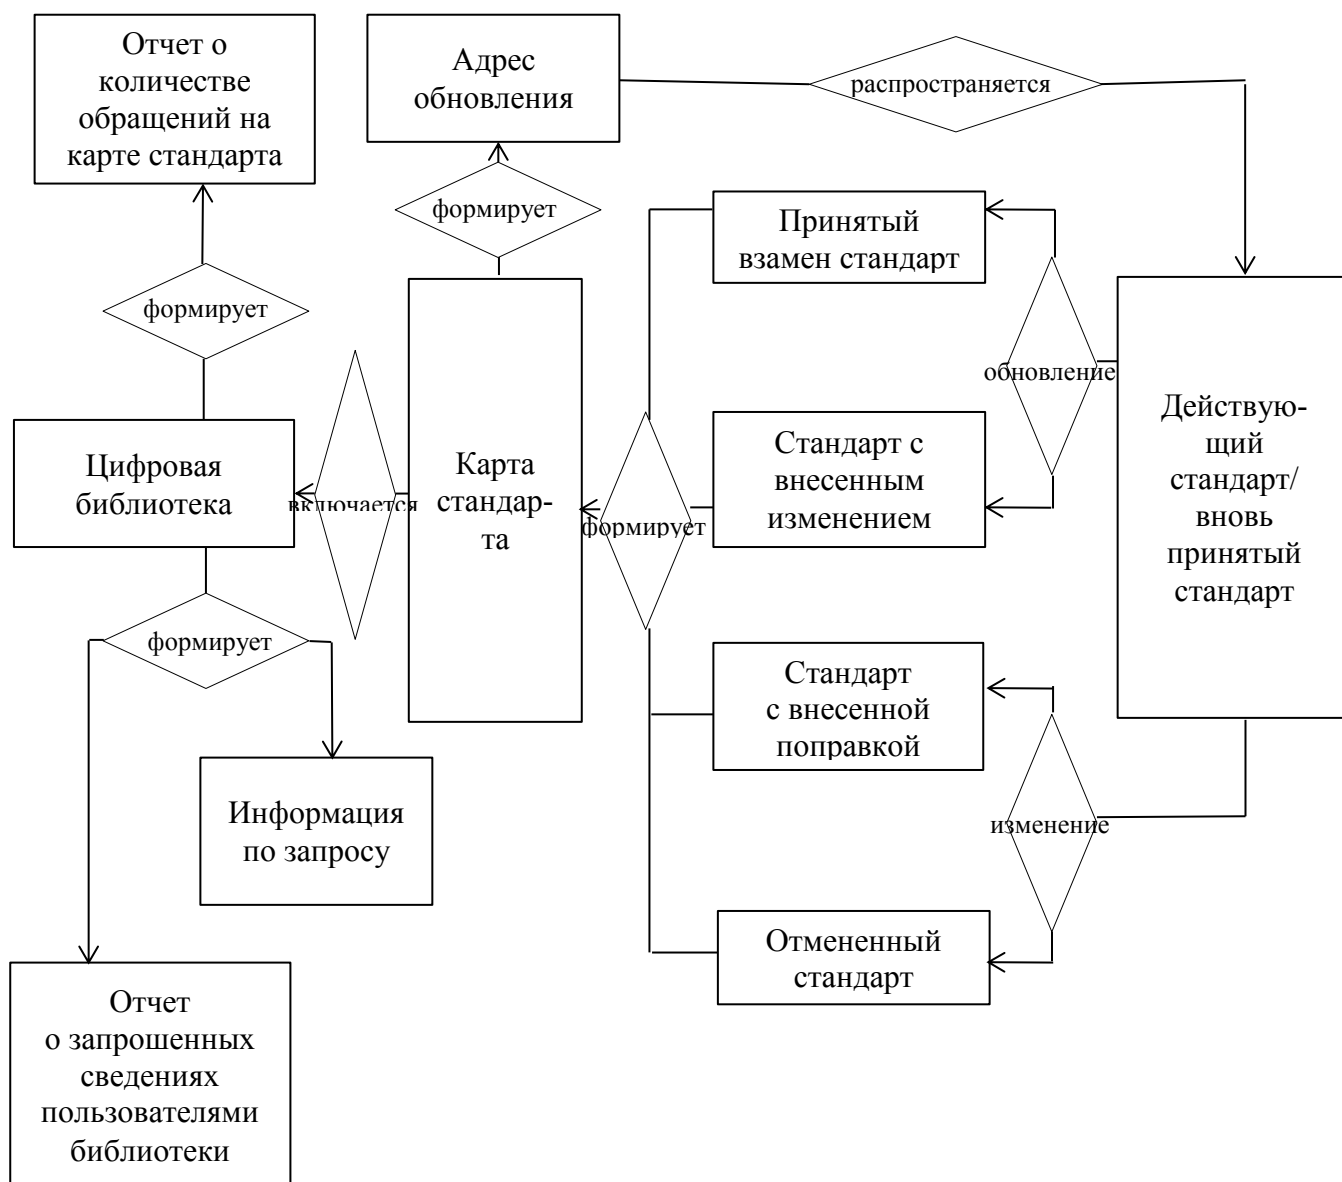 Отчет о
количестве
обращений на
карте стандарта
Адрес
обновления
распространяется
формирует
Принятый
взамен стандарт
формирует
обновление
Действую-
щий
стандарт/
вновь
принятый
стандарт
Цифровая
библиотека
включается
Карта
стандар-
та
формирует
Стандарт с
внесенным
изменением
формирует
Стандарт
с внесенной
поправкой
изменение
Информация
по запросу
Отмененный
стандарт
Отчет
о запрошенных
сведениях
пользователями
библиотеки